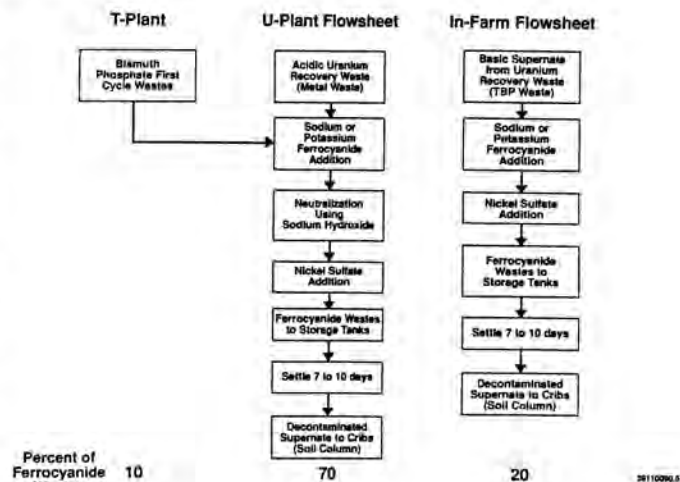 T-Plant
Bismuth
Phosphate First
Cycle Wastes
U-Plant Flowsheet
Acidic Uranium
Recovery Waste
(Metal Waste)
Sodium or
Potassium
Ferrocyanide
Addition
Neutralization
Using
Sodium Hydroxide
Nickel Sulfate
Addition
Ferrocyanide Wastes
to Storage Tanks
Settle 7 to 10 days
Decontaminated
Supernate to Cribs
(Soil Column)
In-Farm Flowsheet
Basic Supernate
from Uranium
Recovery Waste
(TBP Waste)
Sodium or
Potassium
Ferrocyanide
Addition
Nickel Sulfate
Addition
Ferrocyanide
Wastes to
Storage Tanks
Settle 7 to 10 days
Decontaminated
Supernate to Cribs
(Soil Column)
Percent of
Ferrocyanide 10 70 20